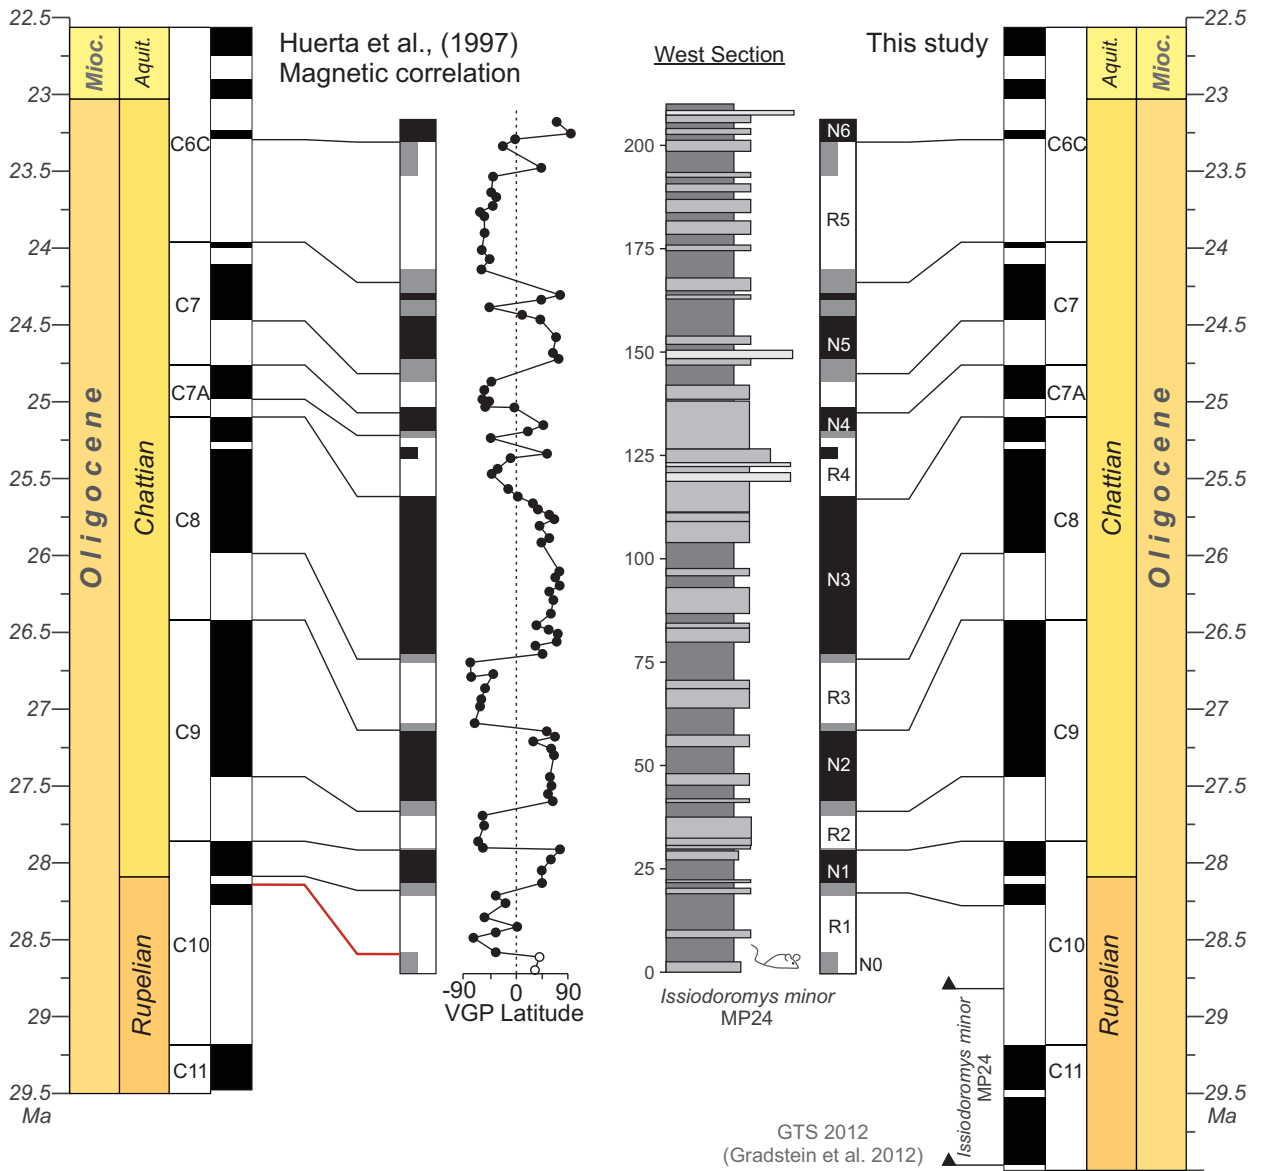 Huerta et al., (1997)
Magnetic correlation
West Section
This study
22.5
23
23.5
24
24.5
25
25.5
26
26.5
27
27.5
28
28.5
29
29.5
Ma
Mioc.
Oligocene
Aquit.
Chattian
Rupelian
C6C
C7
C7A
C8
C9
C10
C11
-90
0
90
VGP Latitude
200
175
150
125
100
75
50
25
0
Issiodoromys minor
MP24
N6
R5
N5
N4
R4
N3
R3
N2
R2
N1
R1
N0
Issiodoromys minor
MP24
C6C
C7
C7A
C8
C9
C10
C11
Aquit.
Chattian
Rupelian
Mioc.
Oligocene
22.5
23
23.5
24
24.5
25
25.5
26
26.5
27
27.5
28
28.5
29
29.5
Ma
GTS 2012
(Gradstein et al. 2012)